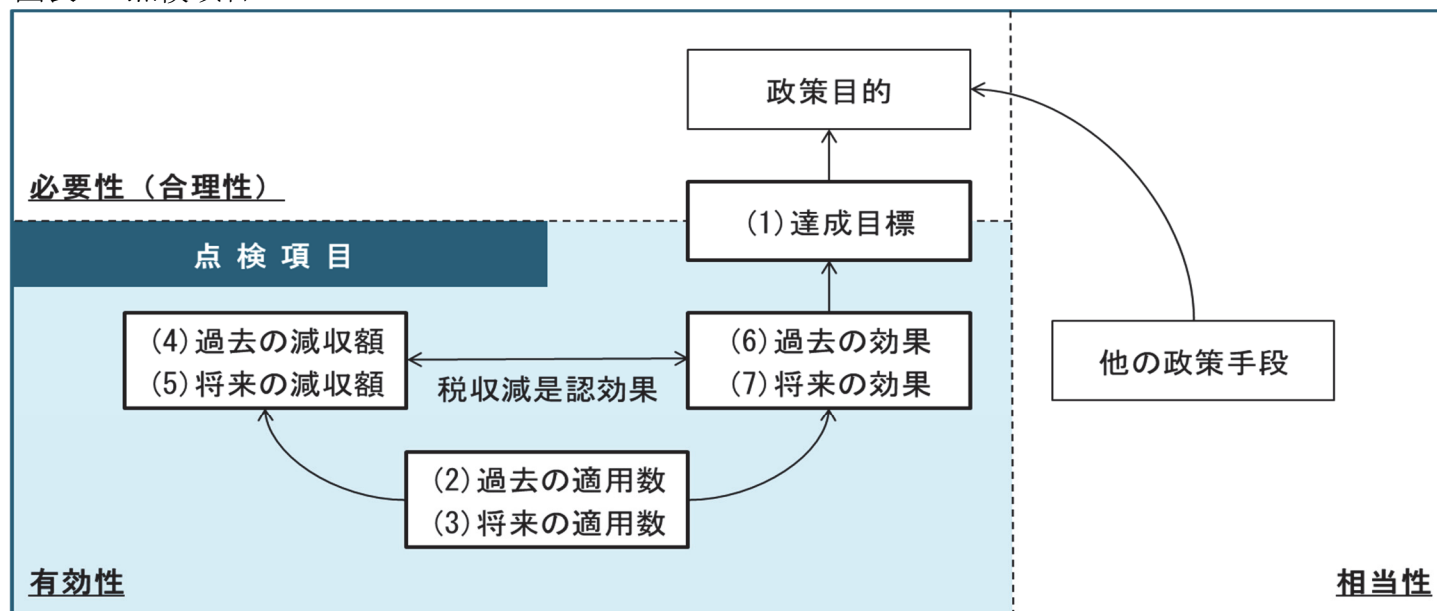 政策目的
必要性（合理性）
(1)達成目標
点検項目
(4)過去の減収額
(5)将来の減収額
税収減是認効果
(6)過去の効果
(7)将来の効果
他の政策手段
(2)過去の適用数
(3)将来の適用数
有効性
相当性